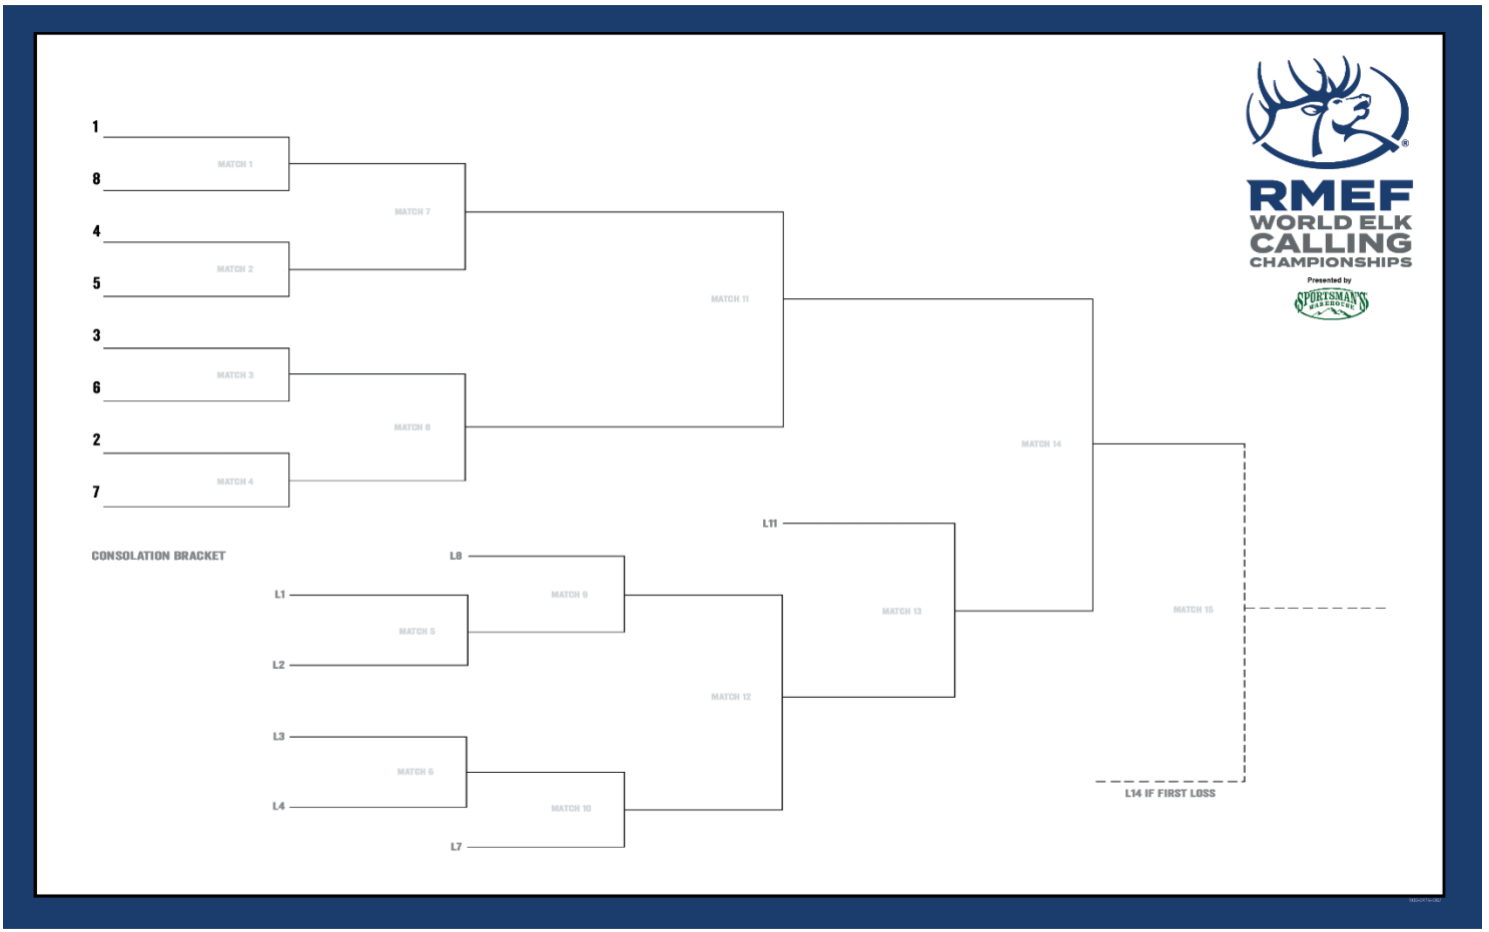 1
MATCH 1
8
MATCH 7
4
MATCH 2
5
MATCH 11
3
MATCH 3
6
MATCH 8
2
MATCH 4
7
RMEF
WORLD ELK
CALLING
CHAMPIONSHIPS
Presented by
SPORTSMAN'S
WAREHOUSE
®
MATCH 14
L11
CONSOLATION BRACKET
L8
L1
MATCH 9
MATCH 5
L2
MATCH 13
MATCH 15
MATCH 12
L3
MATCH 6
L4
MATCH 10
L7
L14 IF FIRST LOSS